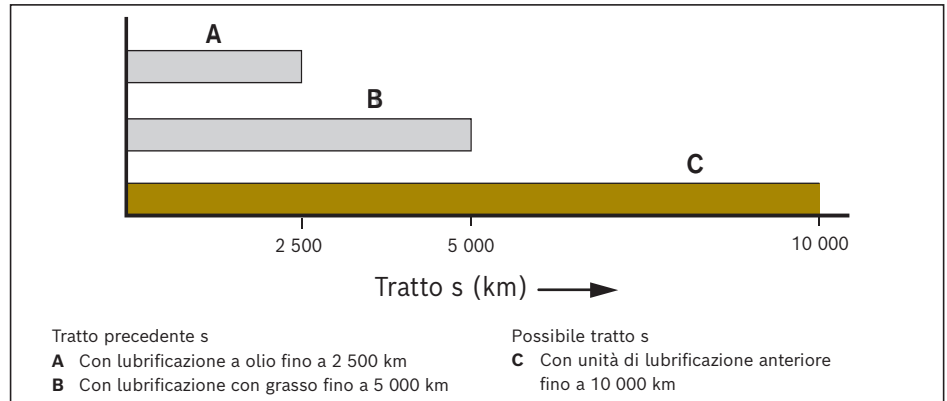 A
B
C
2 500
5 000
10 000
Tratto s (km)
Tratto precedente s
A Con lubrificazione a olio fino a 2 500 km
B Con lubrificazione con grasso fino a 5 000 km
Possibile tratto s
C Con unità di lubrificazione anteriore
fino a 10 000 km